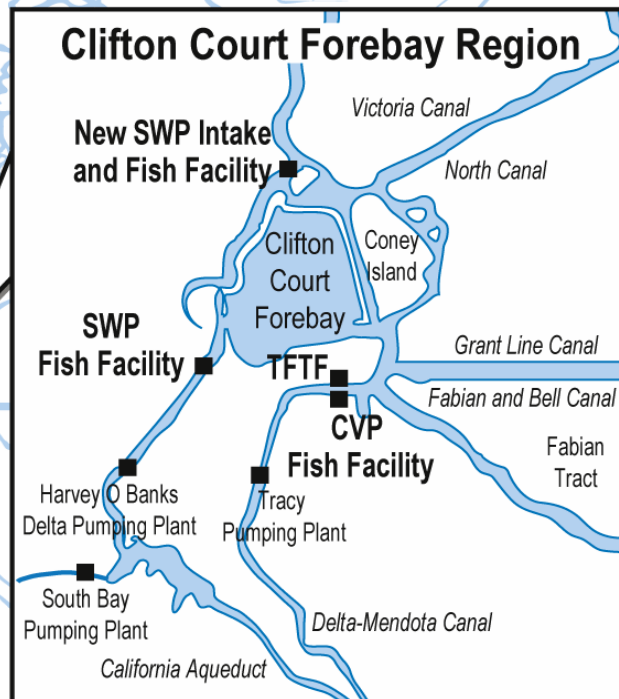 Clifton Court Forebay Region
Victoria Canal
New SWP Intake
and Fish Facility
North Canal
Clifton
Court
Forebay
Coney
Island
SWP
Fish Facility
Grant Line Canal
TFTF
Fabian and Bell Canal
CVP
Fish Facility
Fabian
Tract
Harvey O Banks
Delta Pumping Plant
Tracy
Pumping Plant
South Bay
Pumping Plant
Delta-Mendota Canal
California Aqueduct